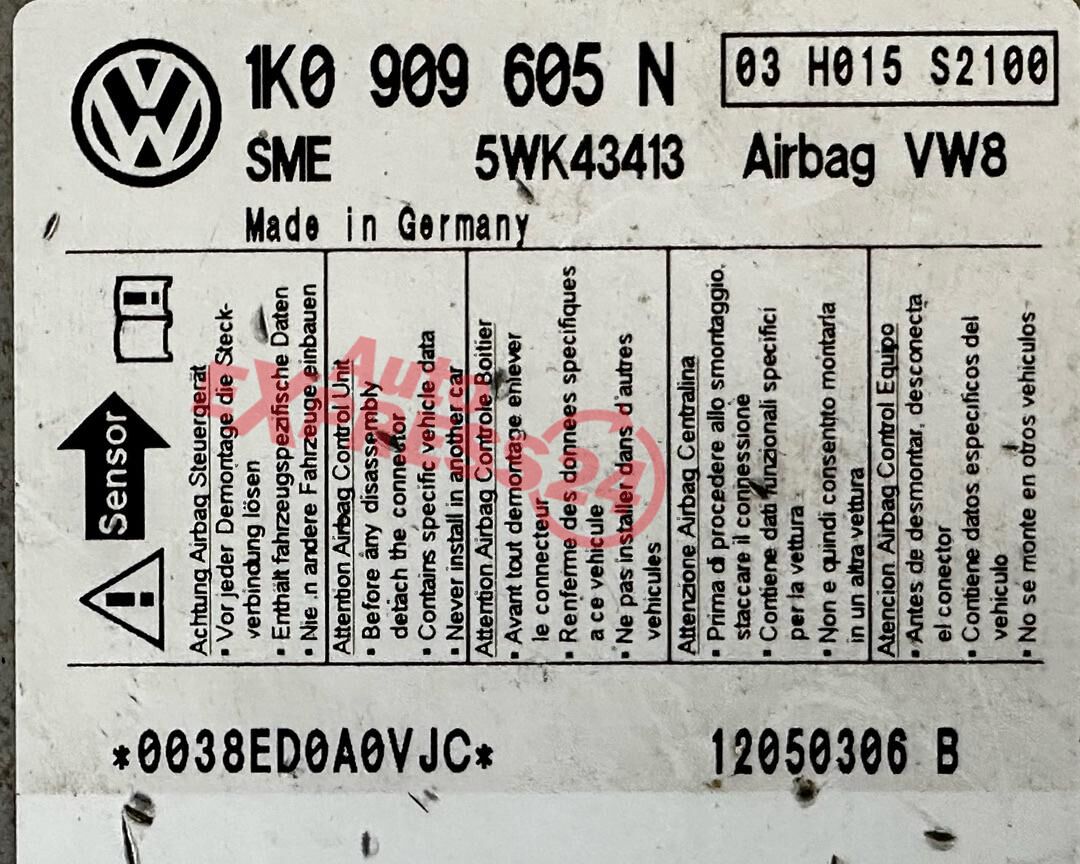 1K0 909 605 N
03 H015 S2100
SME 5WK43413 Airbag VW8
Made in Germany
Sensor
Achtung Airbag Steuergerät
• Vor jeder Demontage die Steck-
verbindung lösen
• Enthält fahrzeugspezifische Daten
• Nie in andere Fahrzeuge einbauen
Attention Airbag Control Unit
• Before any disassembly
detach the connector
• Contains specific vehicle data
• Never install in another car
Attention Airbag Controle Boitier
• Avant tout demontage enlever
le connecteur
• Renferme des donnees specifiques
a ce vehicule
• Ne pas installer dans d'autres
vehicules
Attenzione Airbag Centralina
• Prima di procedere allo smontaggio,
staccare il connessione
• Contiene dati funzionali specifici
per la vettura
• Non e quindi consentito montarla
in un altra vettura
Atencion Airbag Control Equipo
• Antes de desmontar, desconecta
el conector
• Contiene datos especificos del
vehiculo
• No se monte en otros vehiculos
Auto
EXPRESS24
*0038ED0A0VJC*
12050306 B